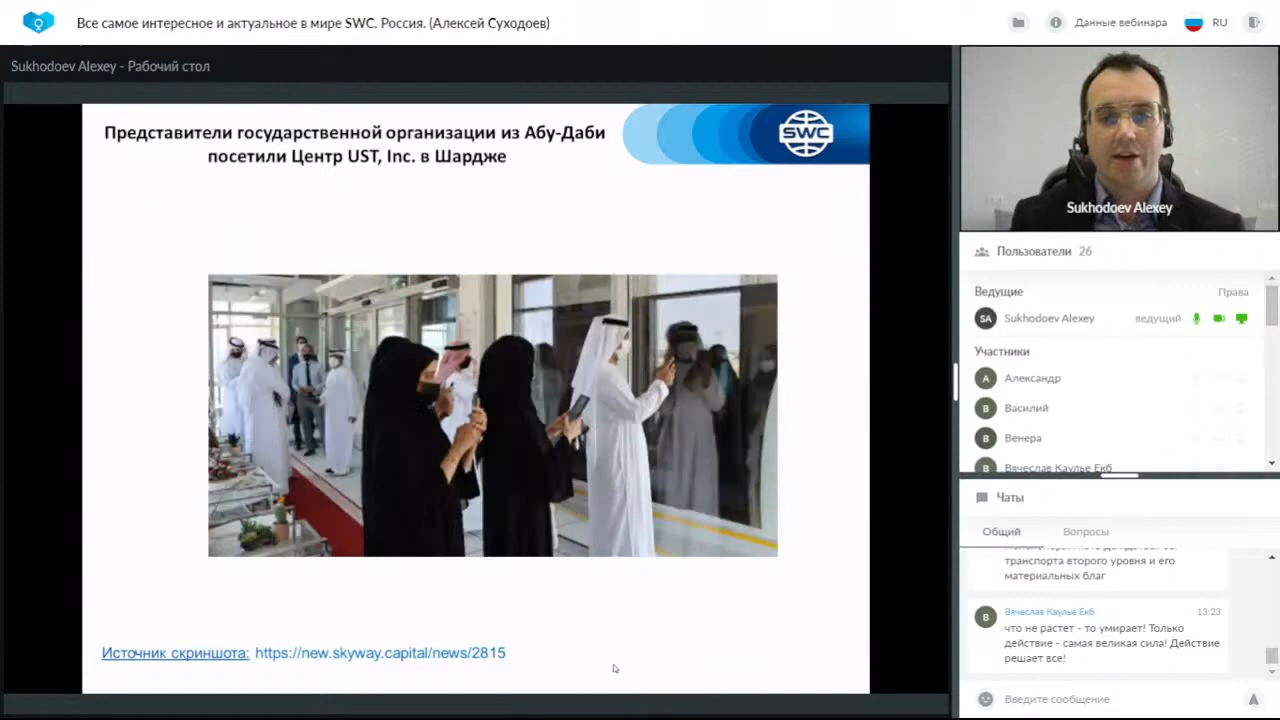 Все самое интересное и актуальное в мире SWC. Россия. (Алексей Суходоев)
Данные вебинара
RU
Sukhodoev Alexey - Рабочий стол
Представители государственной организации из Абу-Даби
посетили Центр UST, Inc. в Шардже
SWC
Источник скриншота: https://new.skyway.capital/news/2815
Sukhodoev Alexey
Пользователи 26
Ведущие
Права
SA Sukhodoev Alexey ведущий
Участники
А Александр
В Василий
В Венера
В Вячеслав Каулье Екб
Чаты
Общий
Вопросы
транспорта второго уровня и его
материальных благ
В Вячеслав Каулье Екб 13:23
что не растет - то умирает! Только
действие - самая великая сила! Действие
решает все!
Введите сообщение